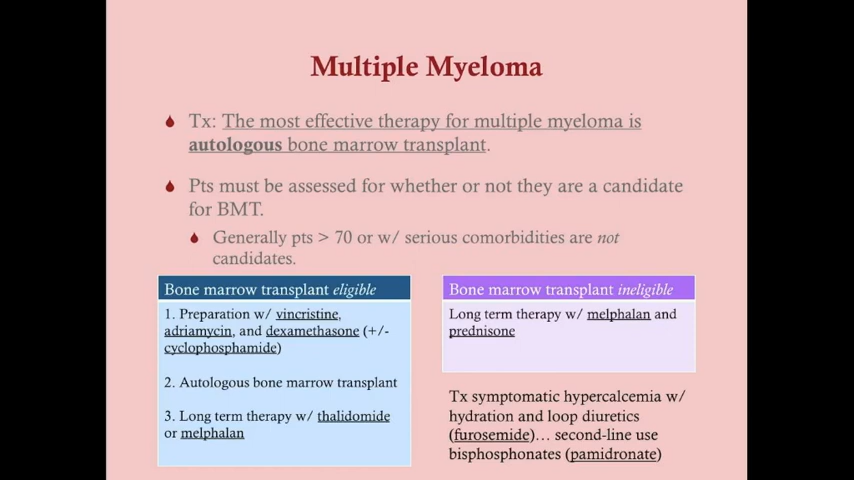 Multiple Myeloma
Tx: The most effective therapy for multiple myeloma is
autologous bone marrow transplant.
Pts must be assessed for whether or not they are a candidate
for BMT.
Generally pts > 70 or w/ serious comorbidities are not
candidates.
Bone marrow transplant eligible
1. Preparation w/ vincristine,
adriamycin, and dexamethasone (+/-
cyclophosphamide)
2. Autologous bone marrow transplant
3. Long term therapy w/ thalidomide
or melphalan
Bone marrow transplant ineligible
Long term therapy w/ melphalan and
prednisone
Tx symptomatic hypercalcemia w/
hydration and loop diuretics
(furosemide)... second-line use
bisphosphonates (pamidronate)